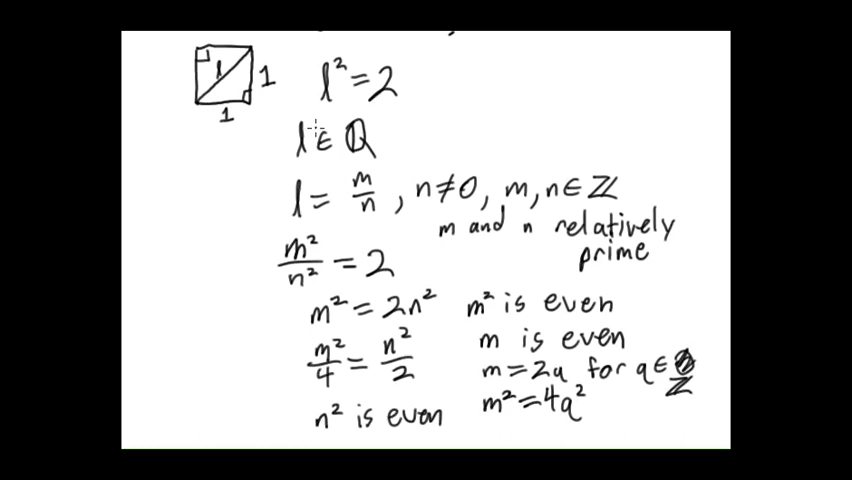 l 1
1
l² = 2
l ∈ ℚ
l = m/n , n ≠ 0, m, n ∈ ℤ
m and n relatively
prime
m²/n² = 2
m² = 2n² m² is even
m is even
m²/4 = n²/2
m = 2q for q ∈ ℤ
m² = 4q²
n² is even